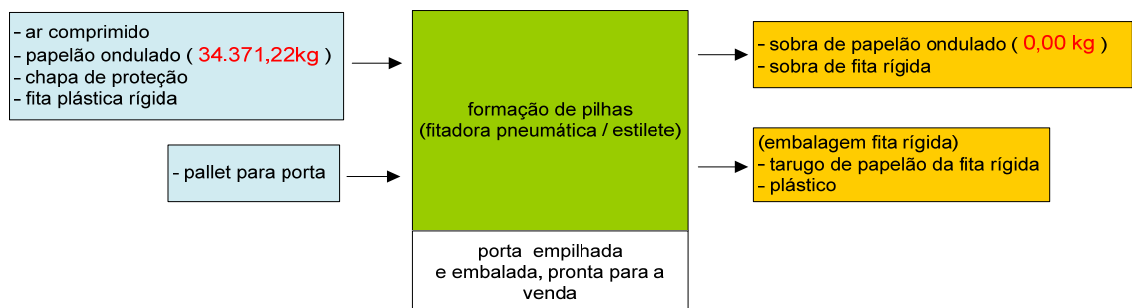 - ar comprimido
- papelão ondulado ( 34.371,22kg )
- chapa de proteção
- fita plástica rígida
- pallet para porta
formação de pilhas
(fitadora pneumática / estilete)
porta empilhada
e embalada, pronta para a
venda
- sobra de papelão ondulado ( 0,00 kg )
- sobra de fita rígida
(embalagem fita rígida)
- tarugo de papelão da fita rígida
- plástico